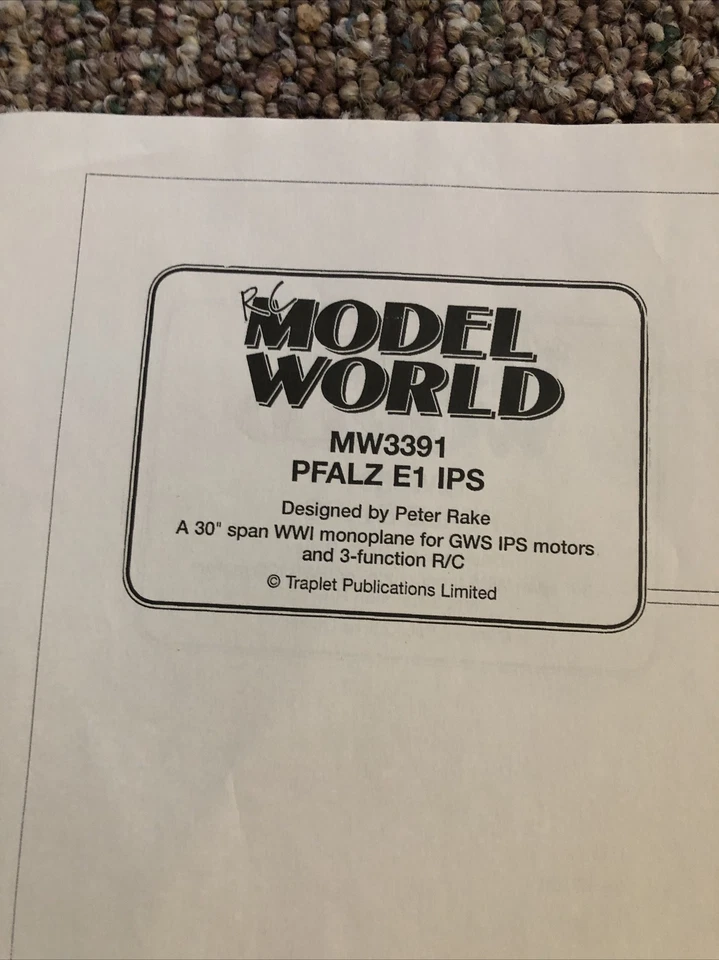 RC
MODEL
WORLD
MW3391
PFALZ E1 IPS
Designed by Peter Rake
A 30" span WWI monoplane for GWS IPS motors
and 3-function R/C
© Traplet Publications Limited